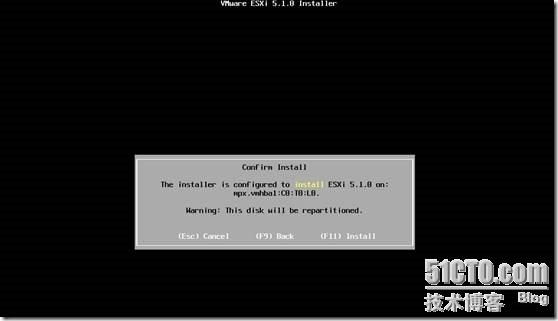 VMware ESXi 5.1.0 Installer
Confirm Install
The installer is configured to install ESXi 5.1.0 on:
mpx.vmhba1:C0:T0:L0.
Warning: This disk will be repartitioned.
(Esc) Cancel (F9) Back (F11) Install
51CTO.com
技术博客 Blog